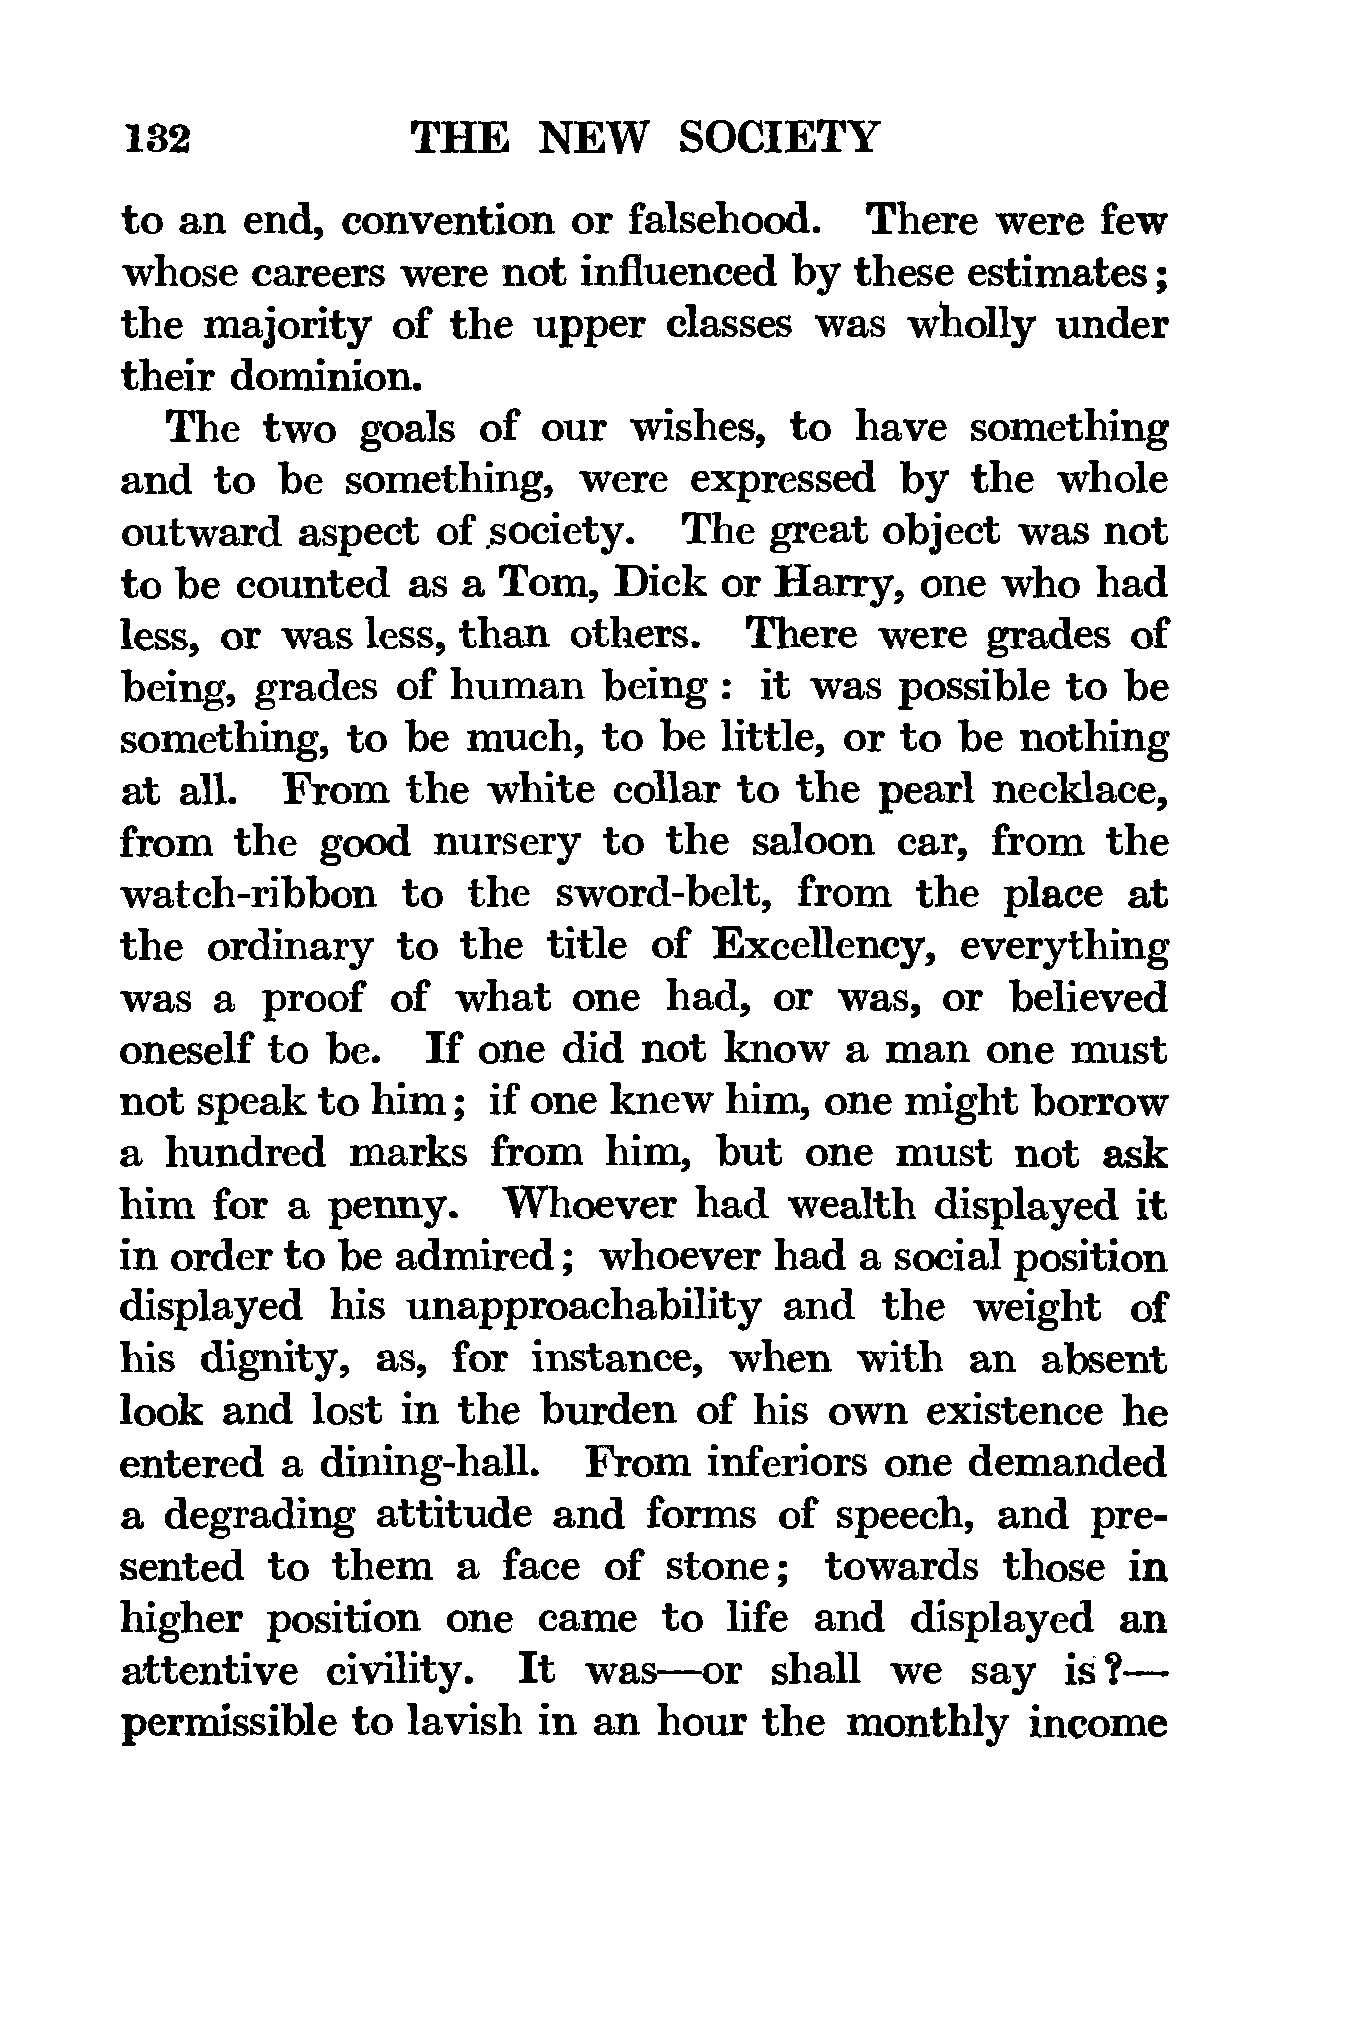 132 THE NEW SOCIETY
to an end, convention or falsehood. There were few
whose careers were not influenced by these estimates;
the majority of the upper classes was wholly under
their dominion.
The two goals of our wishes, to have something
and to be something, were expressed by the whole
outward aspect of society. The great object was not
to be counted as a Tom, Dick or Harry, one who had
less, or was less, than others. There were grades of
being, grades of human being : it was possible to be
something, to be much, to be little, or to be nothing
at all. From the white collar to the pearl necklace,
from the good nursery to the saloon car, from the
watch-ribbon to the sword-belt, from the place at
the ordinary to the title of Excellency, everything
was a proof of what one had, or was, or believed
oneself to be. If one did not know a man one must
not speak to him; if one knew him, one might borrow
a hundred marks from him, but one must not ask
him for a penny. Whoever had wealth displayed it
in order to be admired; whoever had a social position
displayed his unapproachability and the weight of
his dignity, as, for instance, when with an absent
look and lost in the burden of his own existence he
entered a dining-hall. From inferiors one demanded
a degrading attitude and forms of speech, and pre-
sented to them a face of stone; towards those in
higher position one came to life and displayed an
attentive civility. It was—or shall we say is?—
permissible to lavish in an hour the monthly income